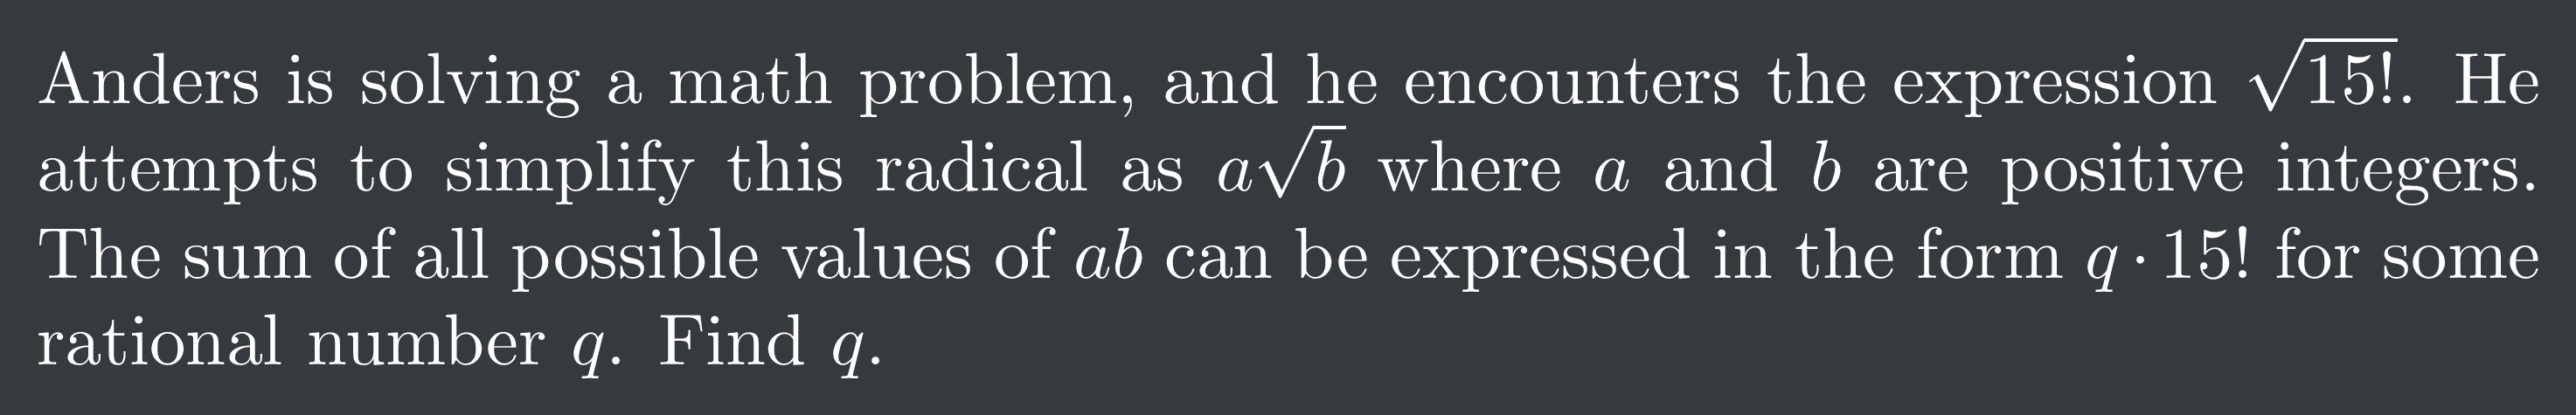 Anders is solving a math problem, and he encounters the expression √15!. He
attempts to simplify this radical as a√b where a and b are positive integers.
The sum of all possible values of ab can be expressed in the form q · 15! for some
rational number q. Find q.